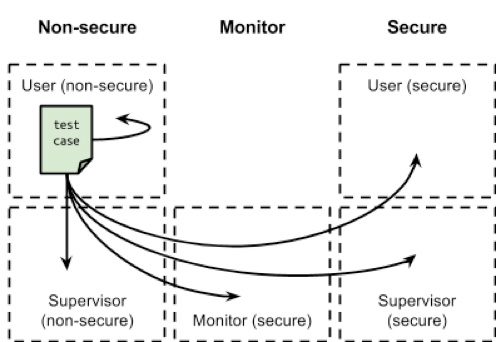 Non-secure
Monitor
Secure
User (non-secure)
User (secure)
test
case
Supervisor
(non-secure)
Monitor (secure)
Supervisor
(secure)